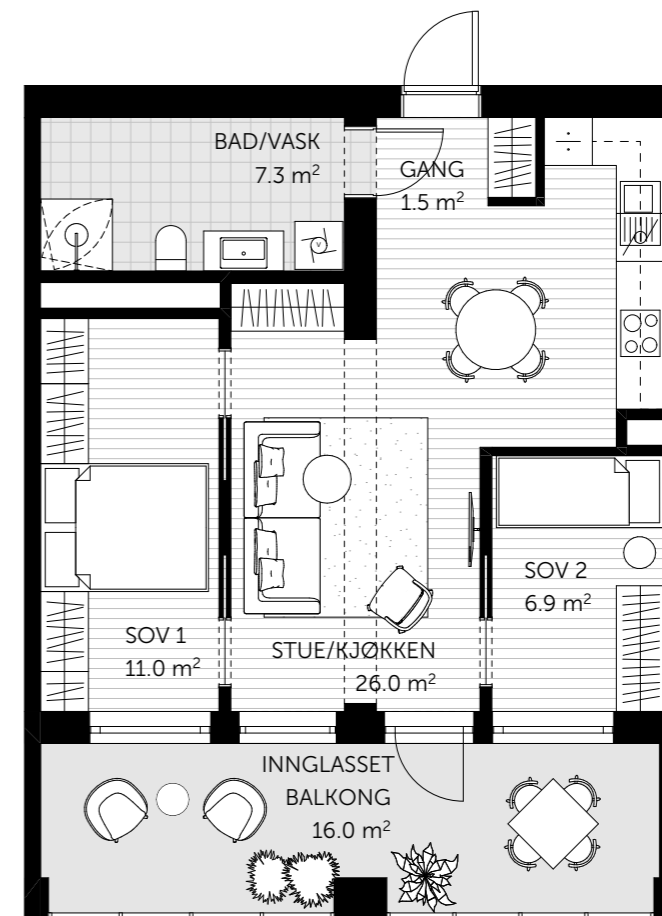 BAD/VASK
7.3 m²
GANG
1.5 m²
V
SOV 2
6.9 m²
SOV 1
11.0 m²
STUE/KJØKKEN
26.0 m²
INNGLASSET
BALKONG
16.0 m²